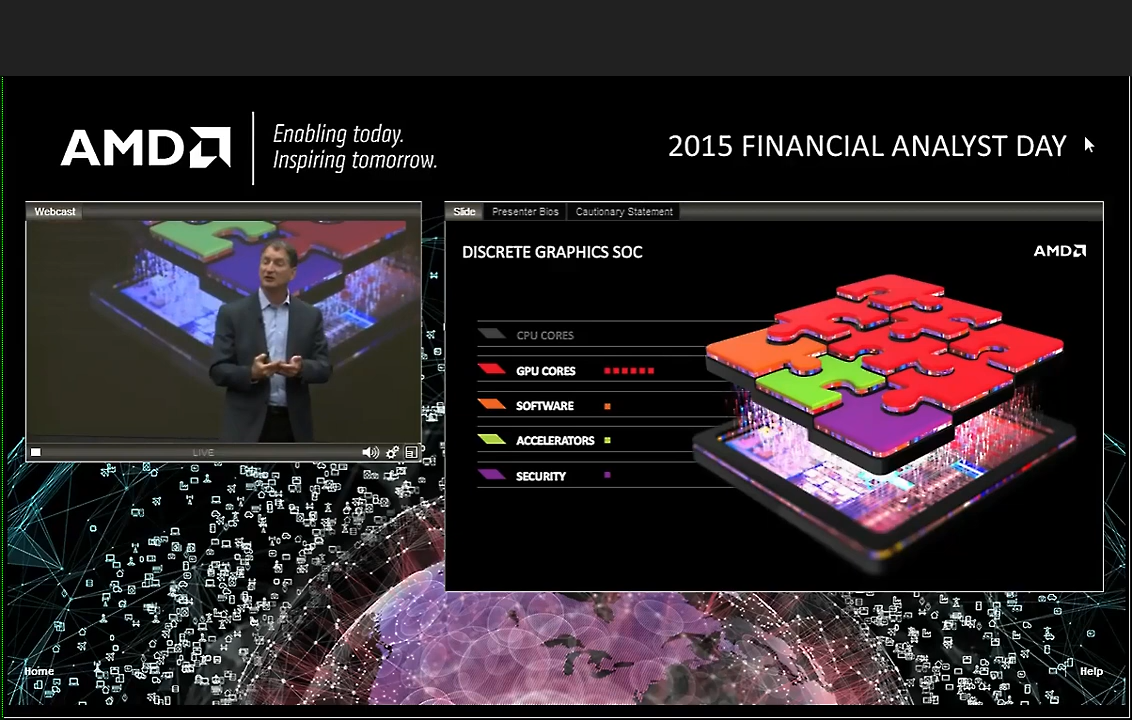 AMD
Enabling today.
Inspiring tomorrow.
2015 FINANCIAL ANALYST DAY
Webcast
LIVE
Slide
Presenter Bios
Cautionary Statement
DISCRETE GRAPHICS SOC
AMD
CPU CORES
GPU CORES
SOFTWARE
ACCELERATORS
SECURITY
Home
Help